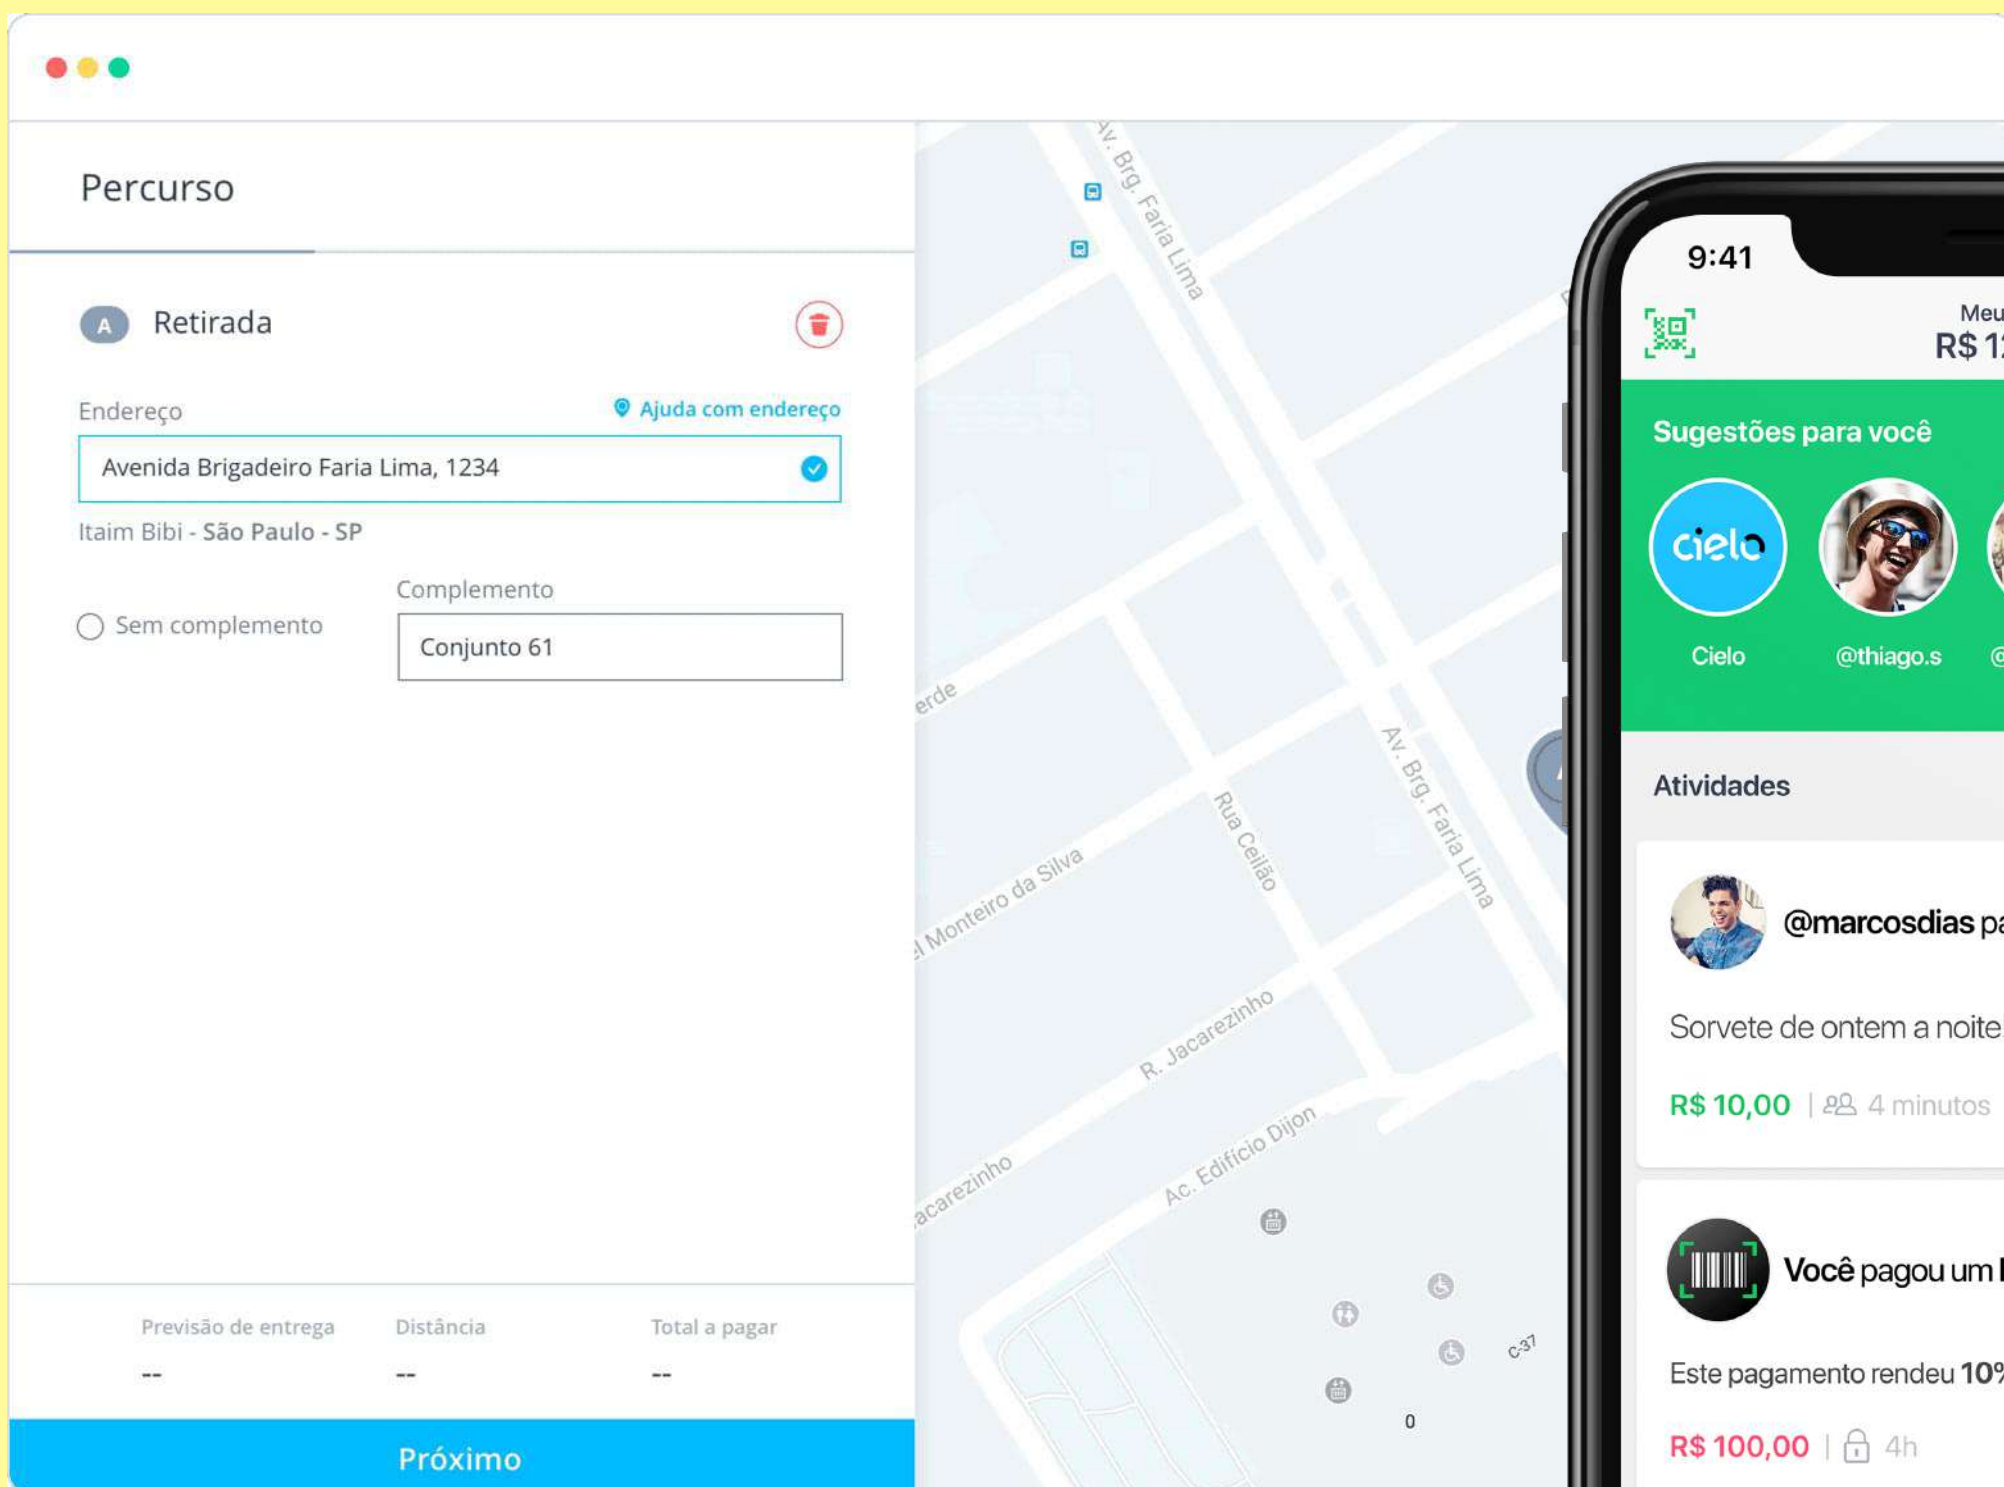 Percurso
A Retirada
Endereço
Ajuda com endereço
Avenida Brigadeiro Faria Lima, 1234
Itaim Bibi - São Paulo - SP
Sem complemento
Complemento
Conjunto 61
Previsão de entrega
--
Distância
--
Total a pagar
--
Próximo
Av. Brg. Faria Lima
erde
Av. Brg. Faria Lima
Rua Ceilão
el Monteiro da Silva
R. Jacarezinho
acarezinho
Ac. Edifício Dijon
C-37
0
9:41
Meu
R$ 12
Sugestões para você
cielo
Cielo
@thiago.s
@
Atividades
@marcosdias pa
Sorvete de ontem a noite
R$ 10,00 | 4 minutos
Você pagou um
Este pagamento rendeu 10%
R$ 100,00 | 4h